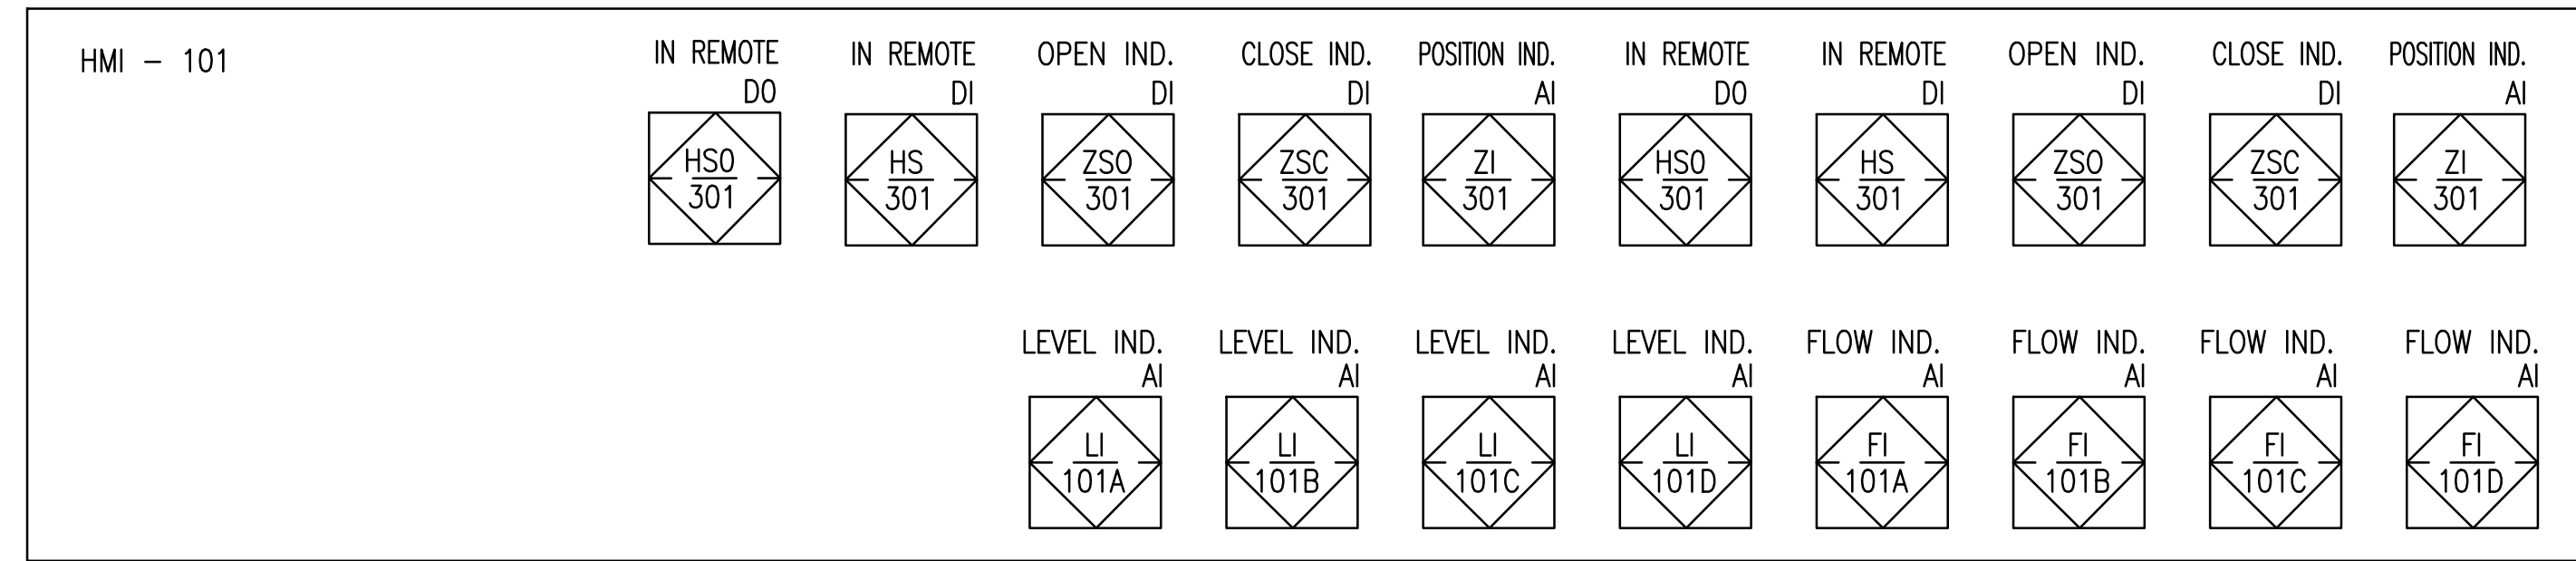 HMI – 101
IN REMOTE IN REMOTE OPEN IND. CLOSE IND. POSITION IND. IN REMOTE IN REMOTE OPEN IND. CLOSE IND. POSITION IND.
DO DI DI DI AI DO DI DI DI AI
HSO HS ZSO ZSC ZI HSO HS ZSO ZSC ZI
301 301 301 301 301 301 301 301 301 301
LEVEL IND. LEVEL IND. LEVEL IND. LEVEL IND. FLOW IND. FLOW IND. FLOW IND. FLOW IND.
AI AI AI AI AI AI AI AI
LI LI LI LI FI FI FI FI
101A 101B 101C 101D 101A 101B 101C 101D